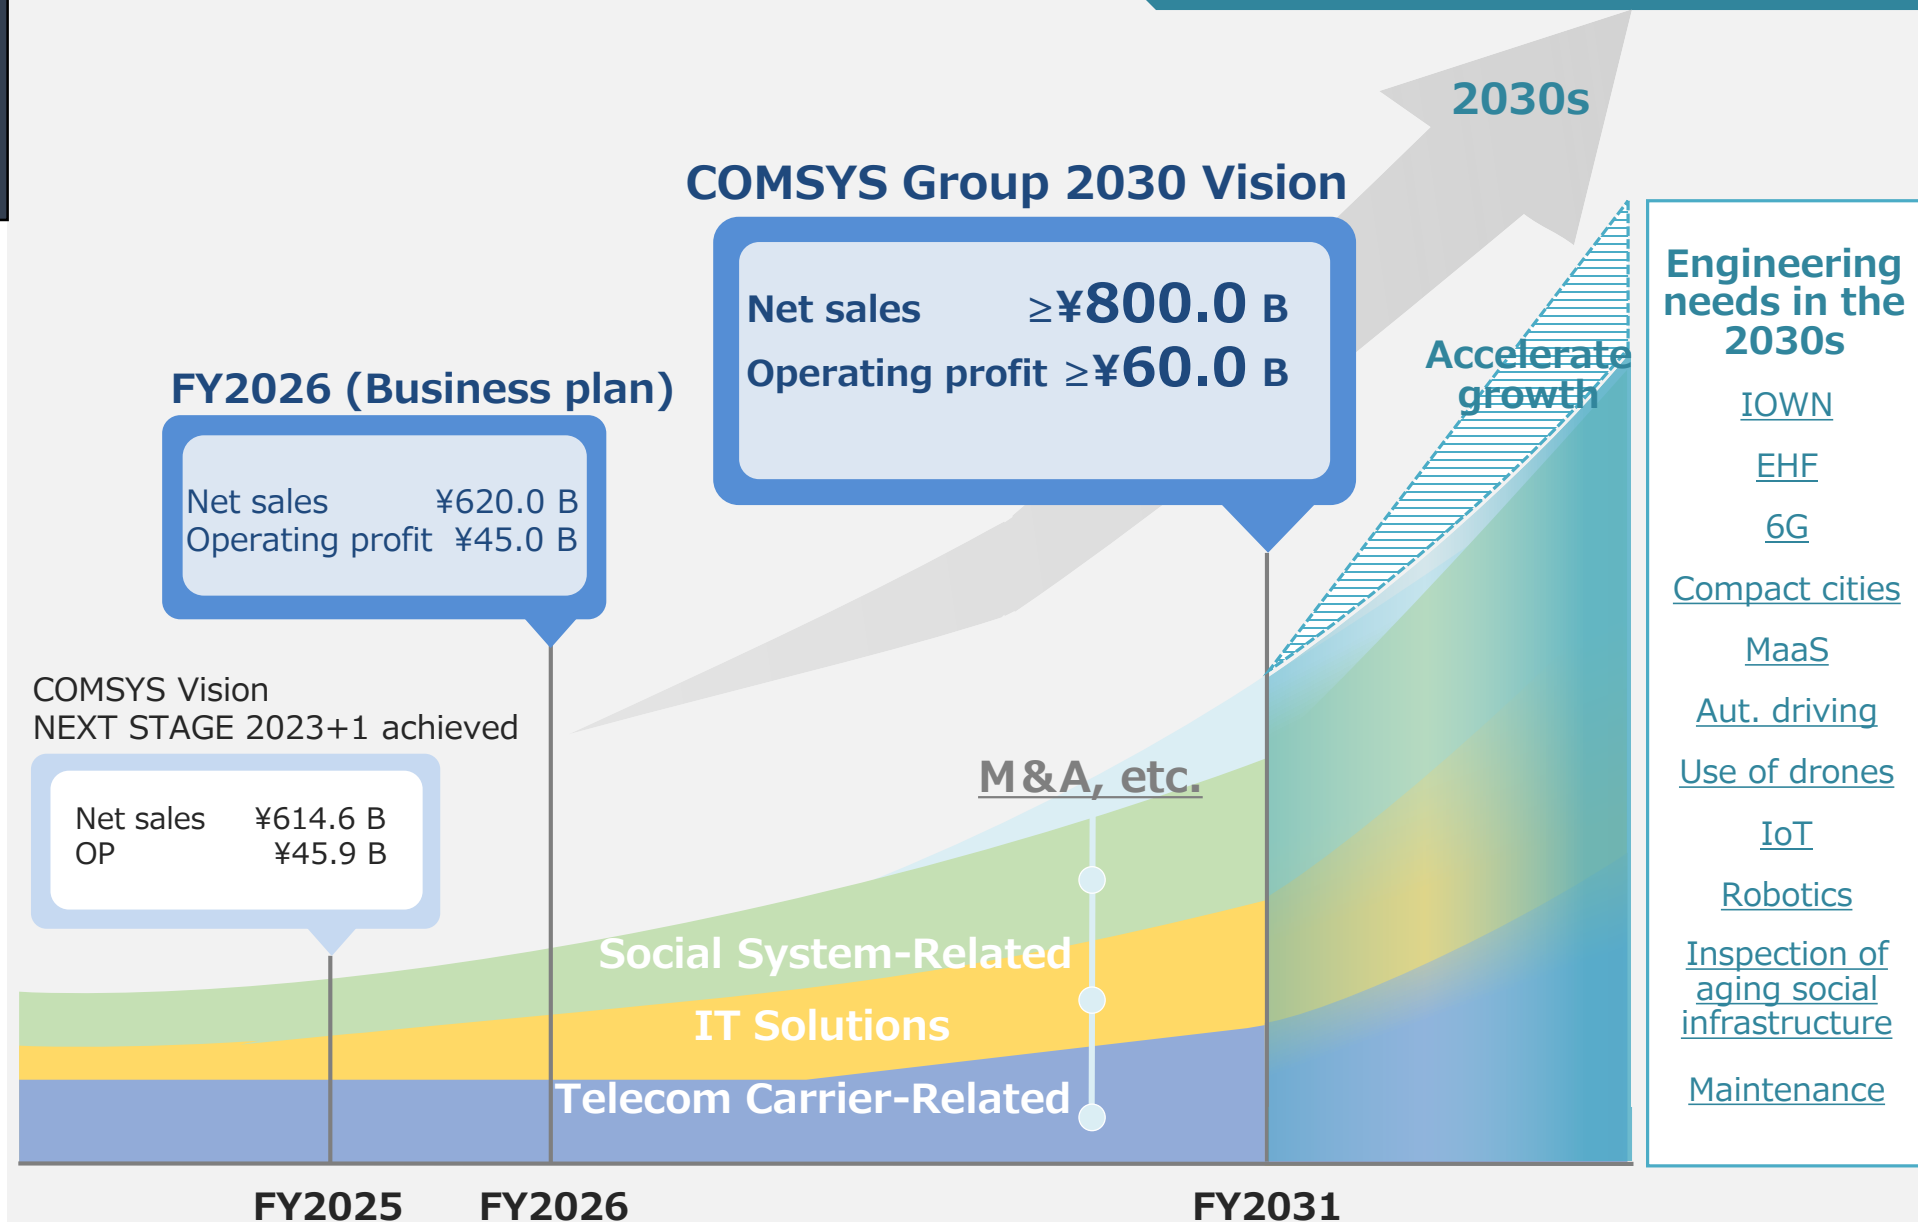 2030s
COMSYS Group 2030 Vision
Net sales ≥¥800.0 B
Operating profit ≥¥60.0 B
FY2026 (Business plan)
Net sales ¥620.0 B
Operating profit ¥45.0 B
COMSYS Vision
NEXT STAGE 2023+1 achieved
Net sales ¥614.6 B
OP ¥45.9 B
Accelerate
growth
M&A, etc.
Social System-Related
IT Solutions
Telecom Carrier-Related
FY2025
FY2026
FY2031
Engineering
needs in the
2030s
IOWN
EHF
6G
Compact cities
MaaS
Aut. driving
Use of drones
IoT
Robotics
Inspection of
aging social
infrastructure
Maintenance